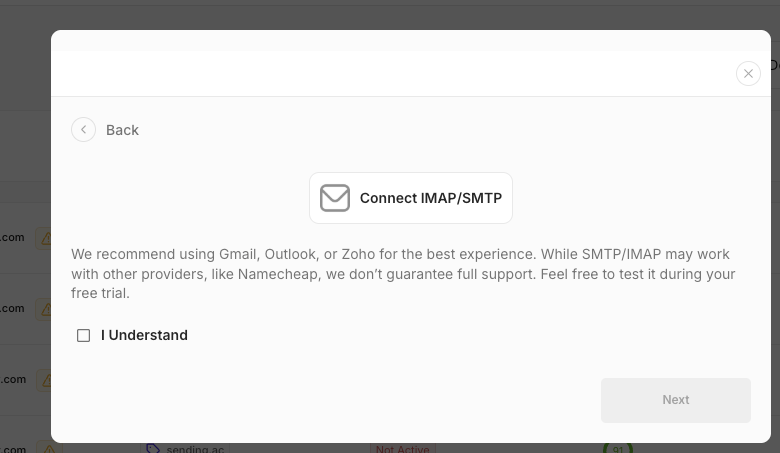 Back
Connect IMAP/SMTP
We recommend using Gmail, Outlook, or Zoho for the best experience. While SMTP/IMAP may work
with other providers, like Namecheap, we don’t guarantee full support. Feel free to test it during your
free trial.
I Understand
Next
.com
.com
.com
.com
sending.ac
Not Active
91